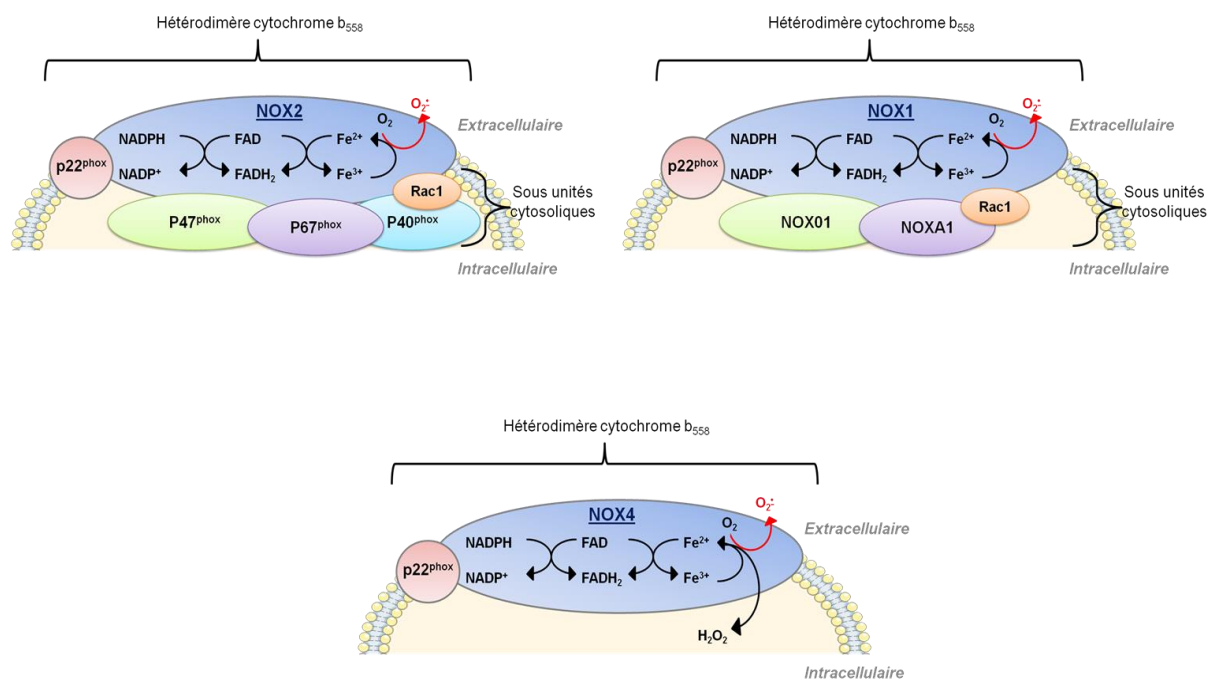 Hétérodimère cytochrome b558
NOX2
O2
O2.-
Extracellulaire
NADPH
FAD
Fe2+
p22phox
NADP+
FADH2
Fe3+
Rac1
P47phox
P67phox
P40phox
Sous unités
cytosoliques
Intracellulaire
Hétérodimère cytochrome b558
NOX1
O2
O2.-
Extracellulaire
NADPH
FAD
Fe2+
p22phox
NADP+
FADH2
Fe3+
Rac1
NOX01
NOXA1
Sous unités
cytosoliques
Intracellulaire
Hétérodimère cytochrome b558
NOX4
O2
O2.-
Extracellulaire
NADPH
FAD
Fe2+
p22phox
NADP+
FADH2
Fe3+
H2O2
Intracellulaire